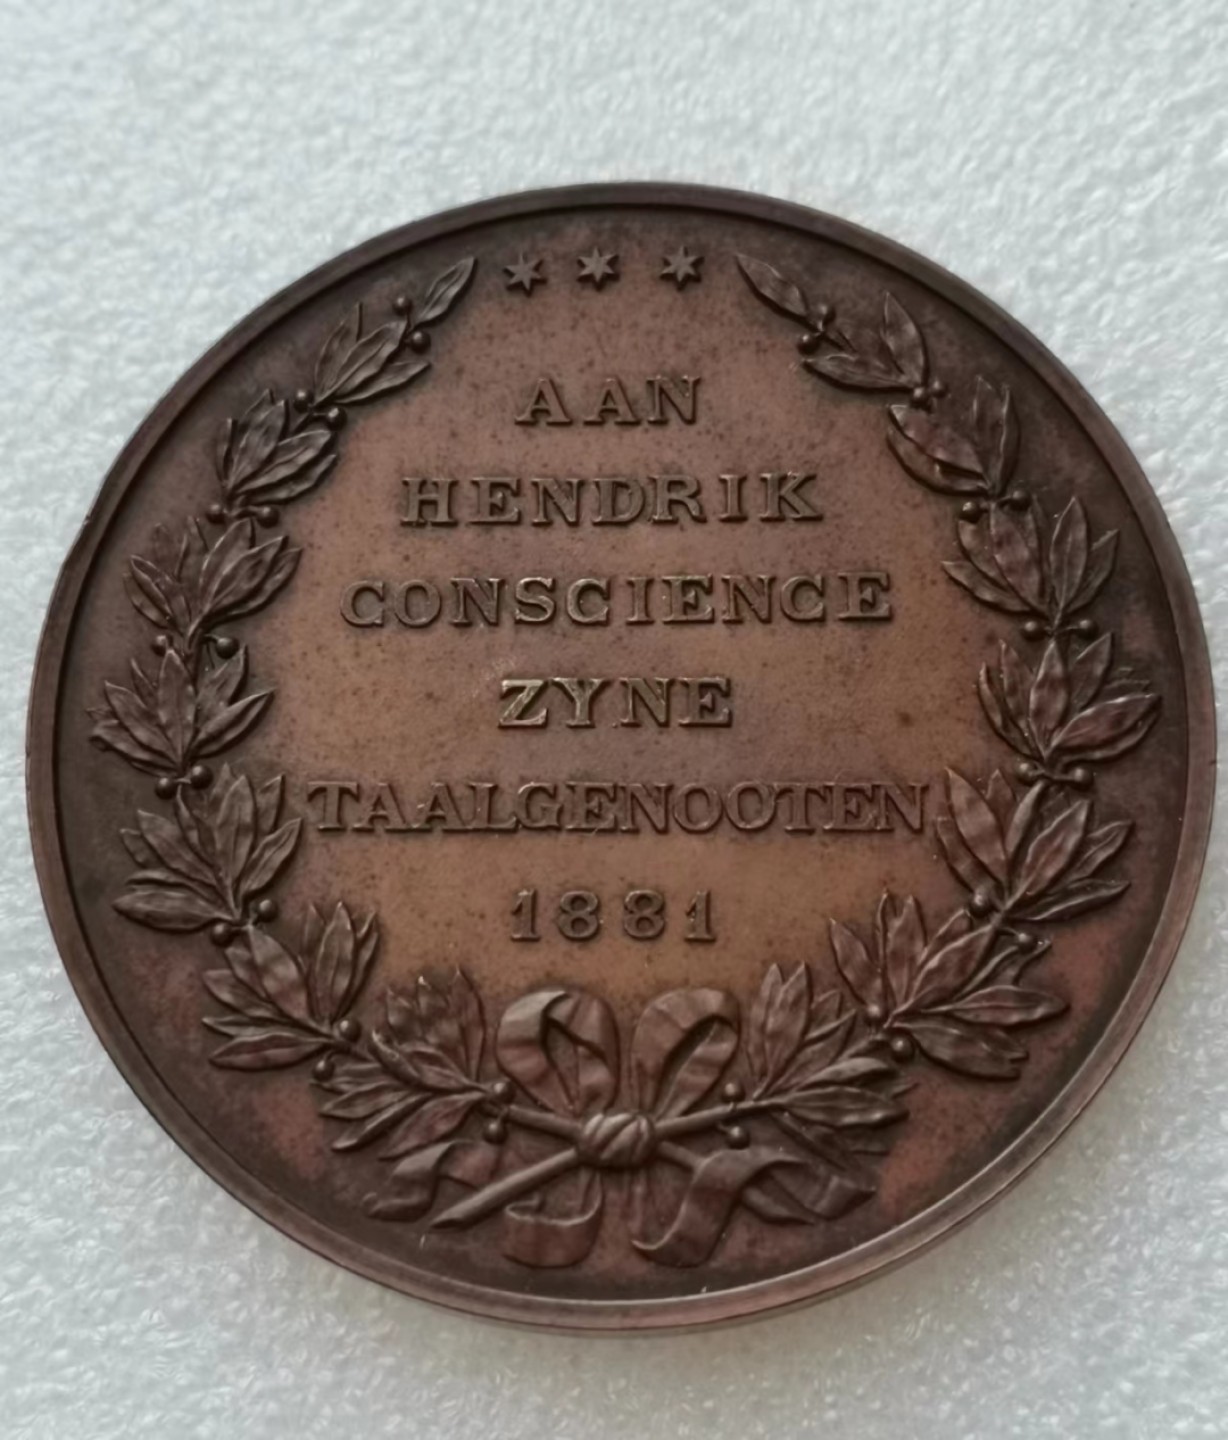 AAN
HENDRIK
CONSCIENCE
ZYNE
TAALGENOOTEN
1881